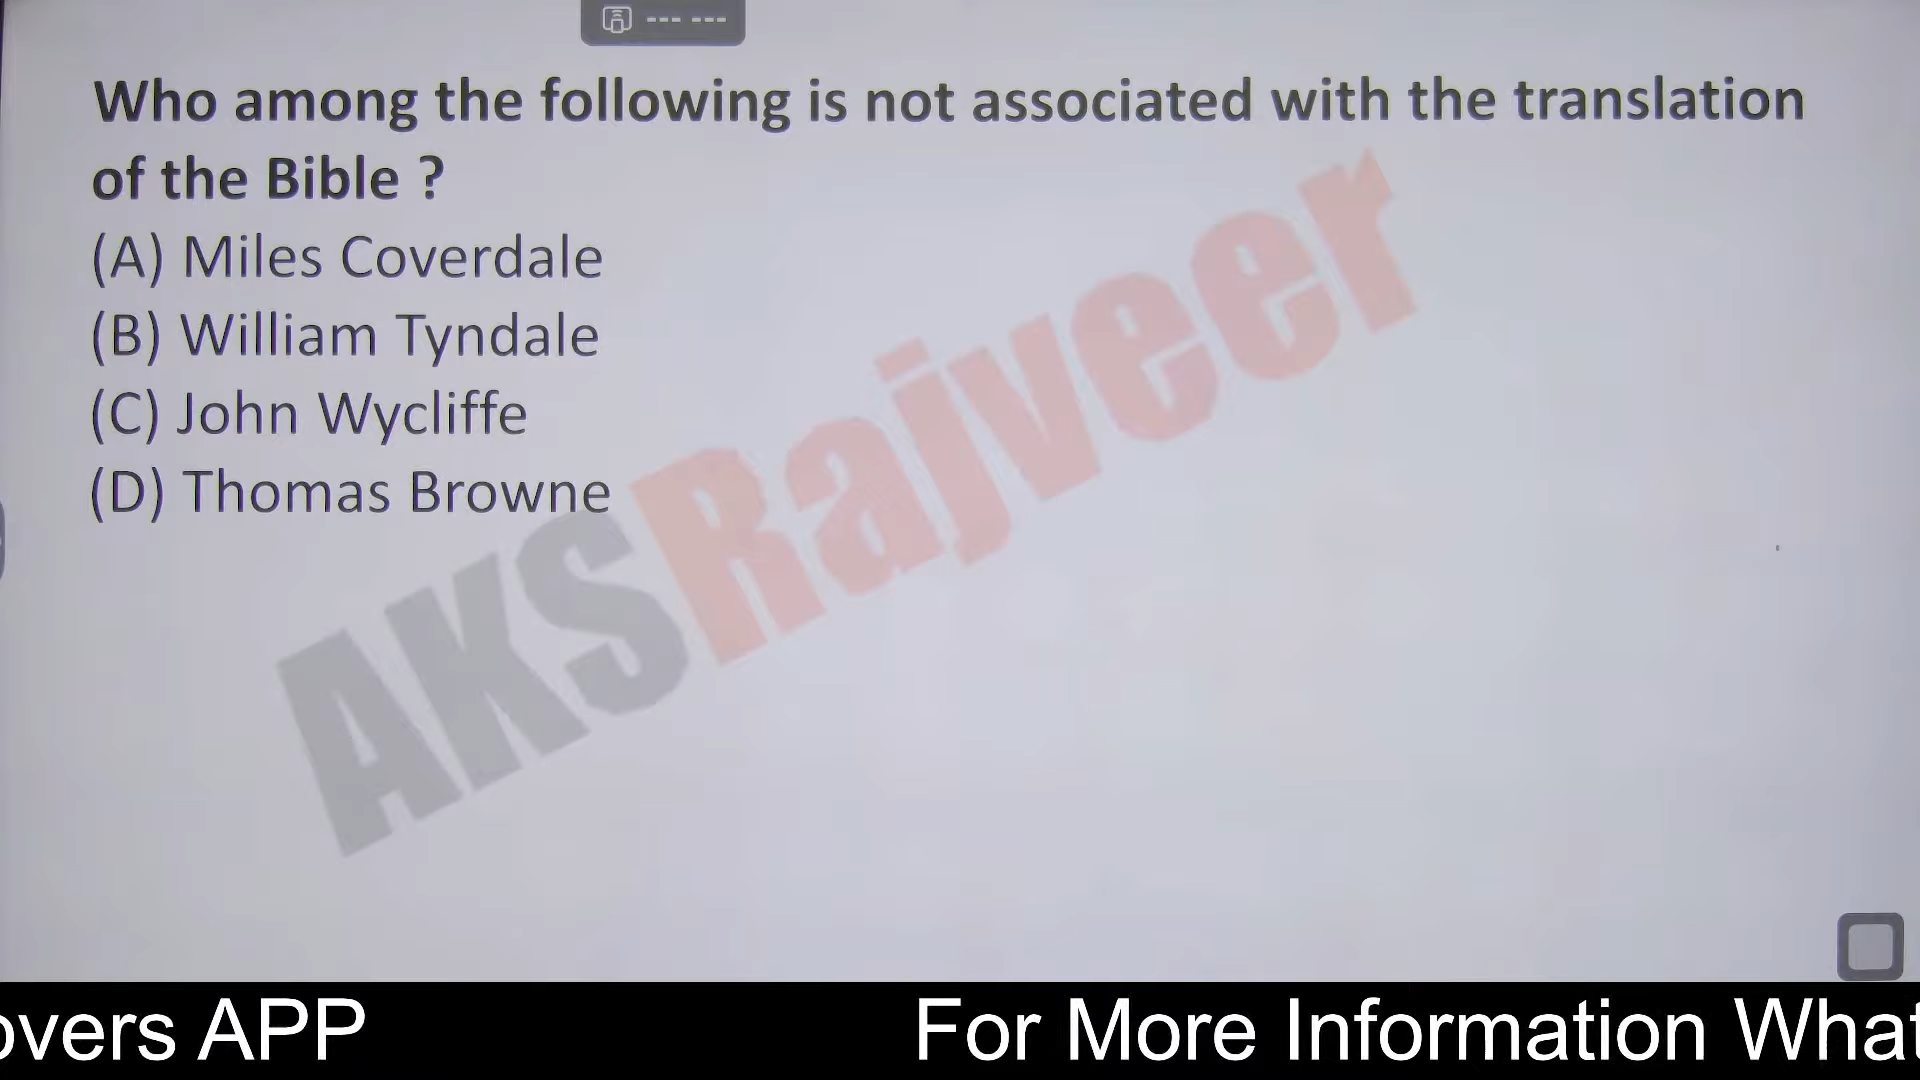 Who among the following is not associated with the translation
of the Bible ?
(A) Miles Coverdale
(B) William Tyndale
(C) John Wycliffe
(D) Thomas Browne
AKSRajveer
overs APP For More Information What